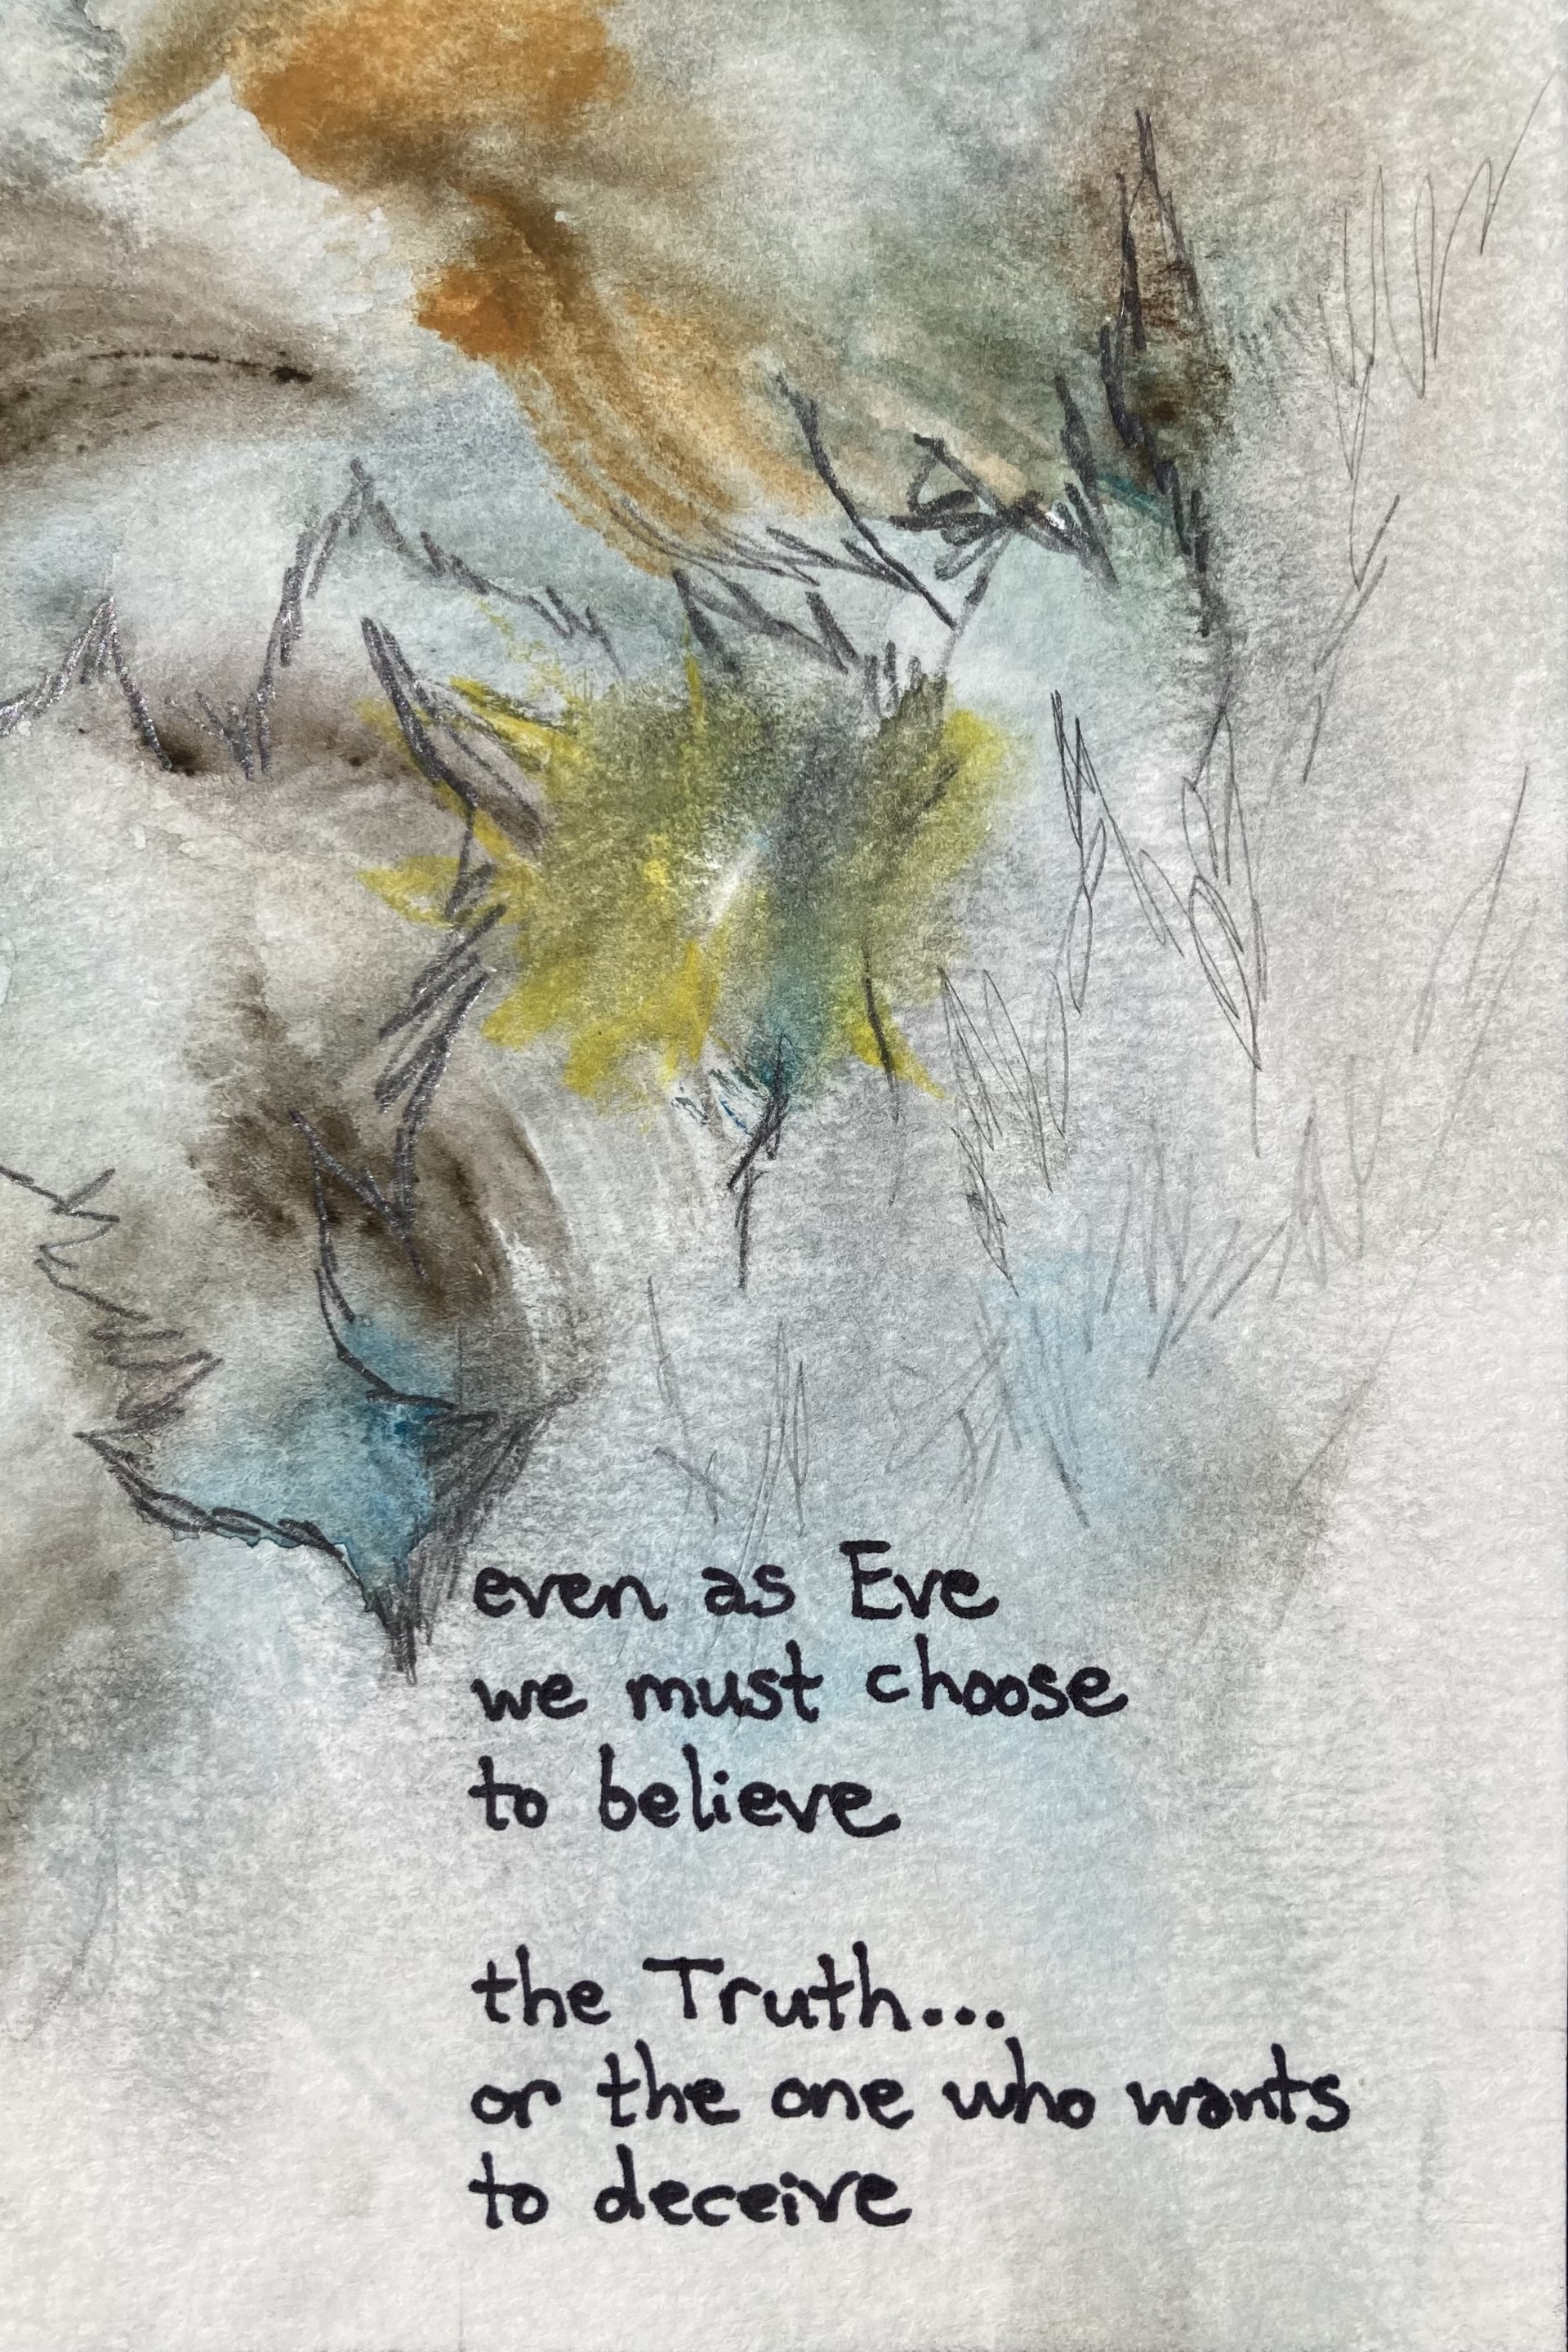 even as Eve
we must choose
to believe
the Truth...
or the one who wants
to deceive